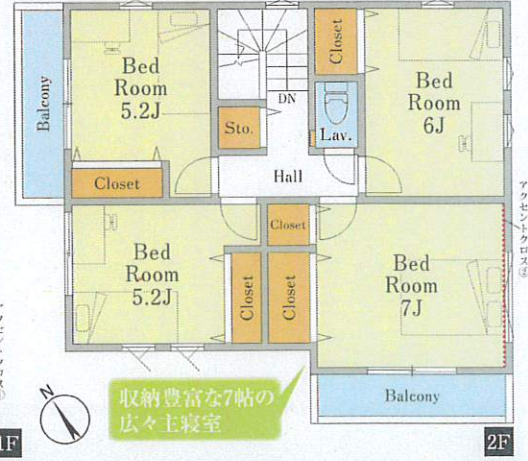 Balcony
Bed
Room
5.2J
Closet
DN
Sto.
Closet
Lav.
Bed
Room
6J
Hall
Bed
Room
5.2J
Closet
Closet
Closet
Bed
Room
7J
アクセントクロス②
収納豊富な7帖の
広々主寝室
Balcony
N
1F
2F